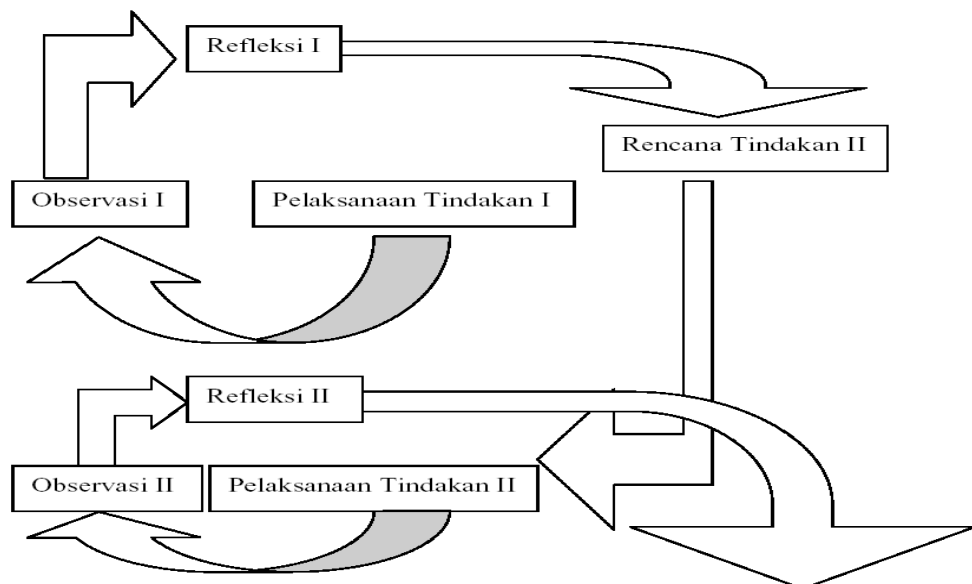 Refleksi I
Rencana Tindakan II
Observasi I
Pelaksanaan Tindakan I
Refleksi II
Observasi II
Pelaksanaan Tindakan II